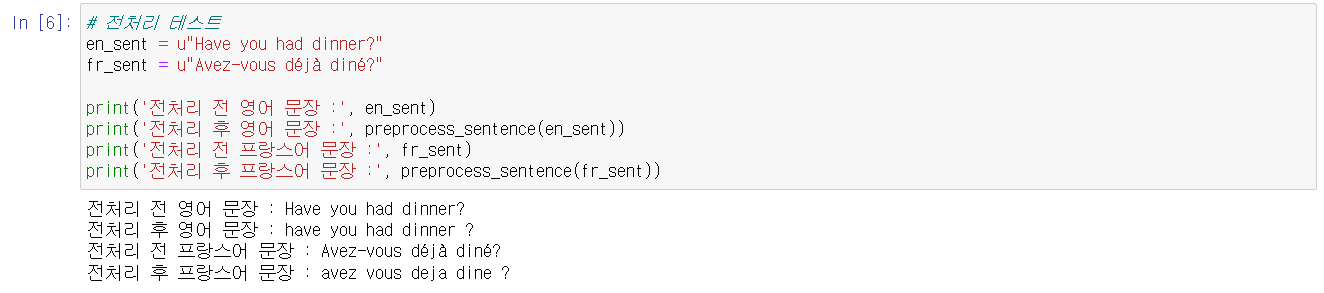 In [6]: # 전처리 테스트
en_sent = u"Have you had dinner?"
fr_sent = u"Avez-vous déjà diné?"
print('전처리 전 영어 문장 :', en_sent)
print('전처리 후 영어 문장 :', preprocess_sentence(en_sent))
print('전처리 전 프랑스어 문장 :', fr_sent)
print('전처리 후 프랑스어 문장 :', preprocess_sentence(fr_sent))
전처리 전 영어 문장 : Have you had dinner?
전처리 후 영어 문장 : have you had dinner ?
전처리 전 프랑스어 문장 : Avez-vous déjà diné?
전처리 후 프랑스어 문장 : avez vous deja dine ?